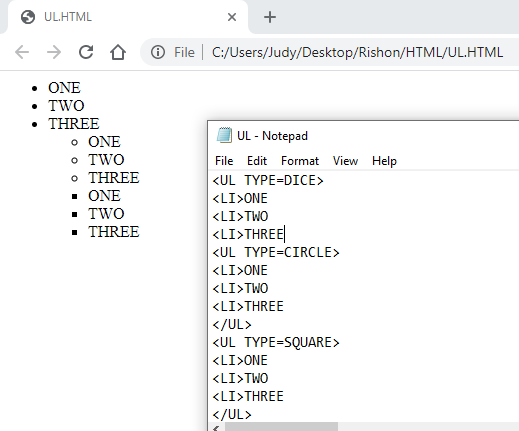 UL.HTML
File C:/Users/Judy/Desktop/Rishon/HTML/UL.HTML
ONE
TWO
THREE
ONE
TWO
THREE
ONE
TWO
THREE
UL - Notepad
File Edit Format View Help
<UL TYPE=DICE>
<LI>ONE
<LI>TWO
<LI>THREE
<UL TYPE=CIRCLE>
<LI>ONE
<LI>TWO
<LI>THREE
</UL>
<UL TYPE=SQUARE>
<LI>ONE
<LI>TWO
<LI>THREE
</UL>